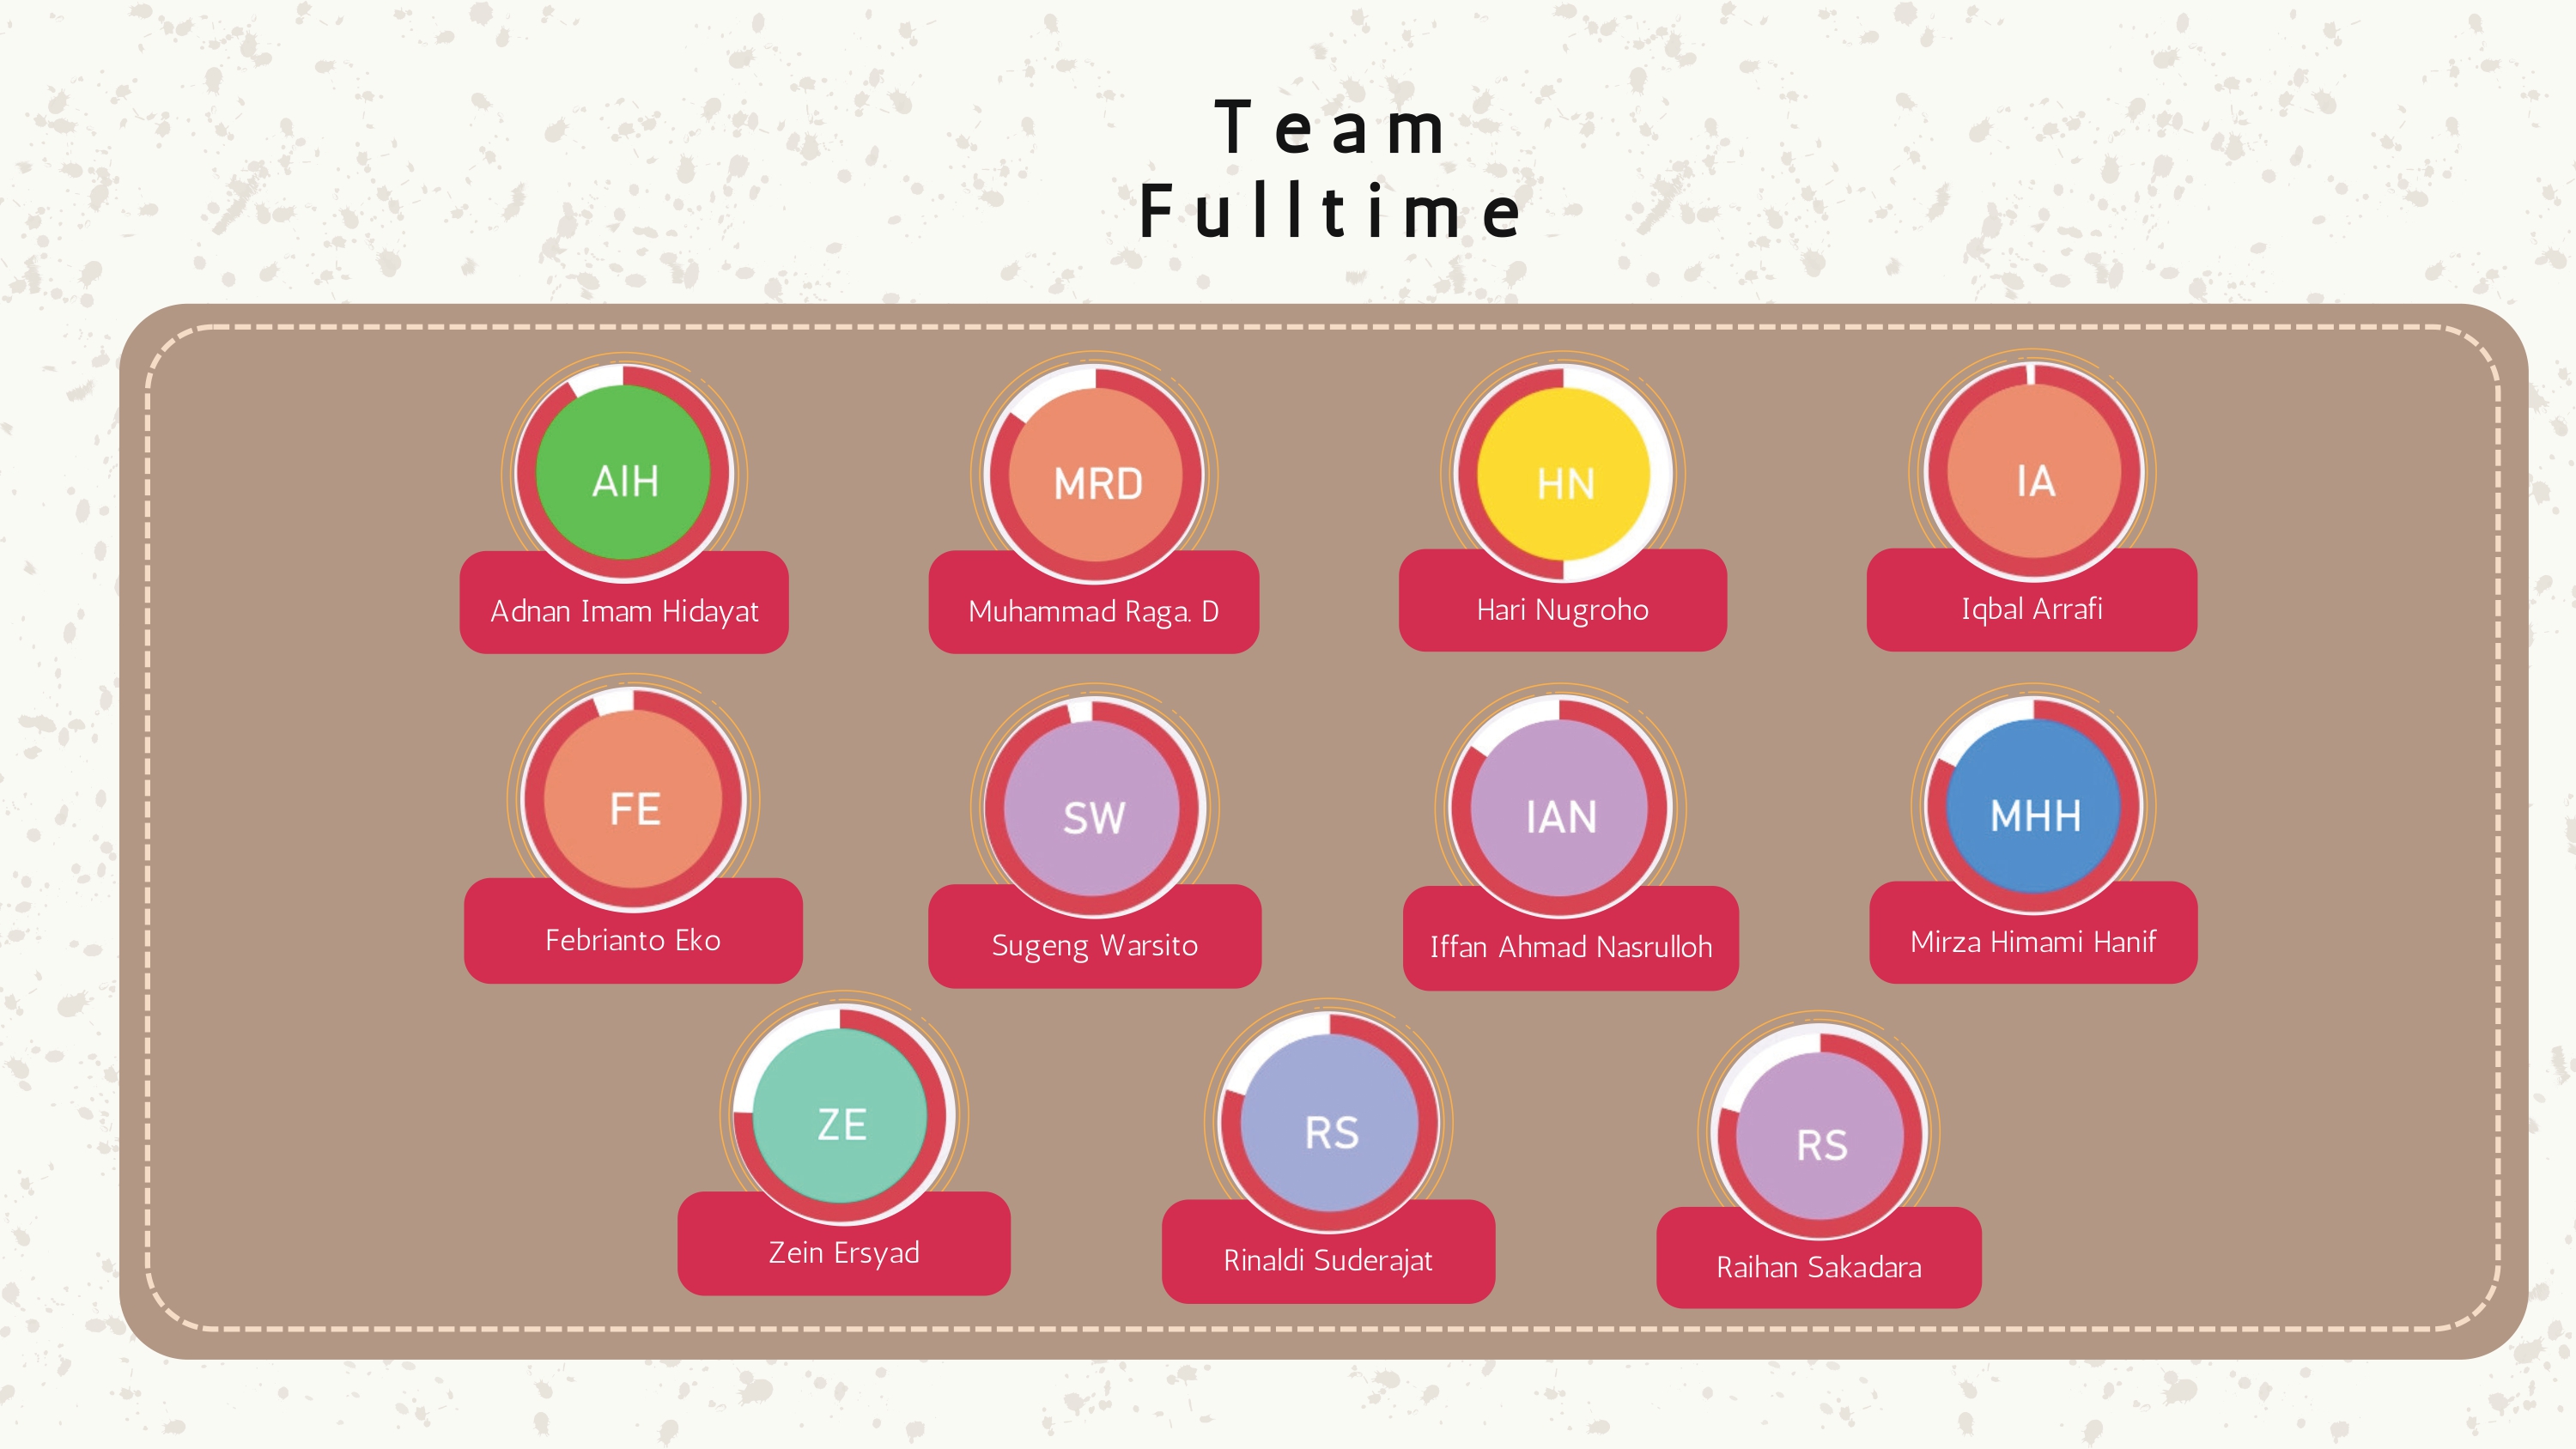 Team
Fulltime
AIH
MRD
HN
IA
Adnan Imam Hidayat
Muhammad Raga. D
Hari Nugroho
Iqbal Arrafi
FE
SW
IAN
MHH
Febrianto Eko
Sugeng Warsito
Iffan Ahmad Nasrulloh
Mirza Himami Hanif
ZE
RS
RS
Zein Ersyad
Rinaldi Suderajat
Raihan Sakadara